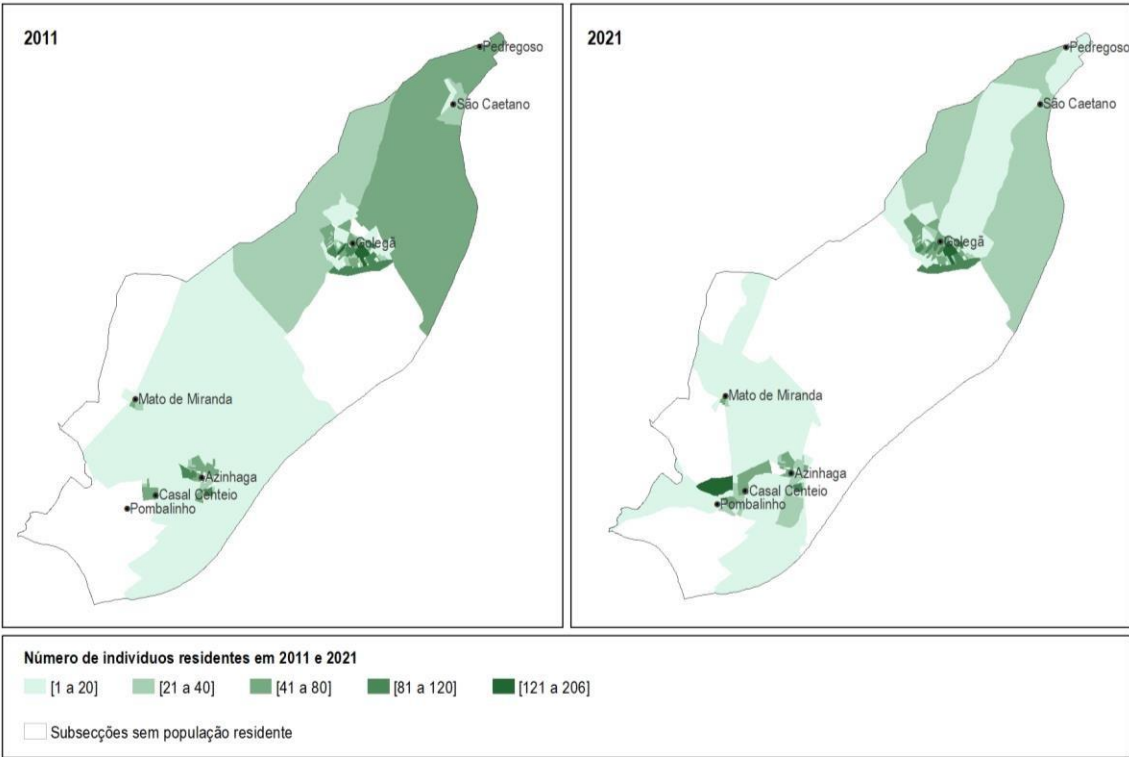 2011
Pedregoso
São Caetano
Golegã
Mato de Miranda
Azinhaga
Casal Centeio
Pombalinho
2021
Pedregoso
São Caetano
Golegã
Mato de Miranda
Azinhaga
Casal Centeio
Pombalinho
Número de individuos residentes em 2011 e 2021
[1 a 20] [21 a 40] [41 a 80] [81 a 120] [121 a 206]
Subsecções sem população residente